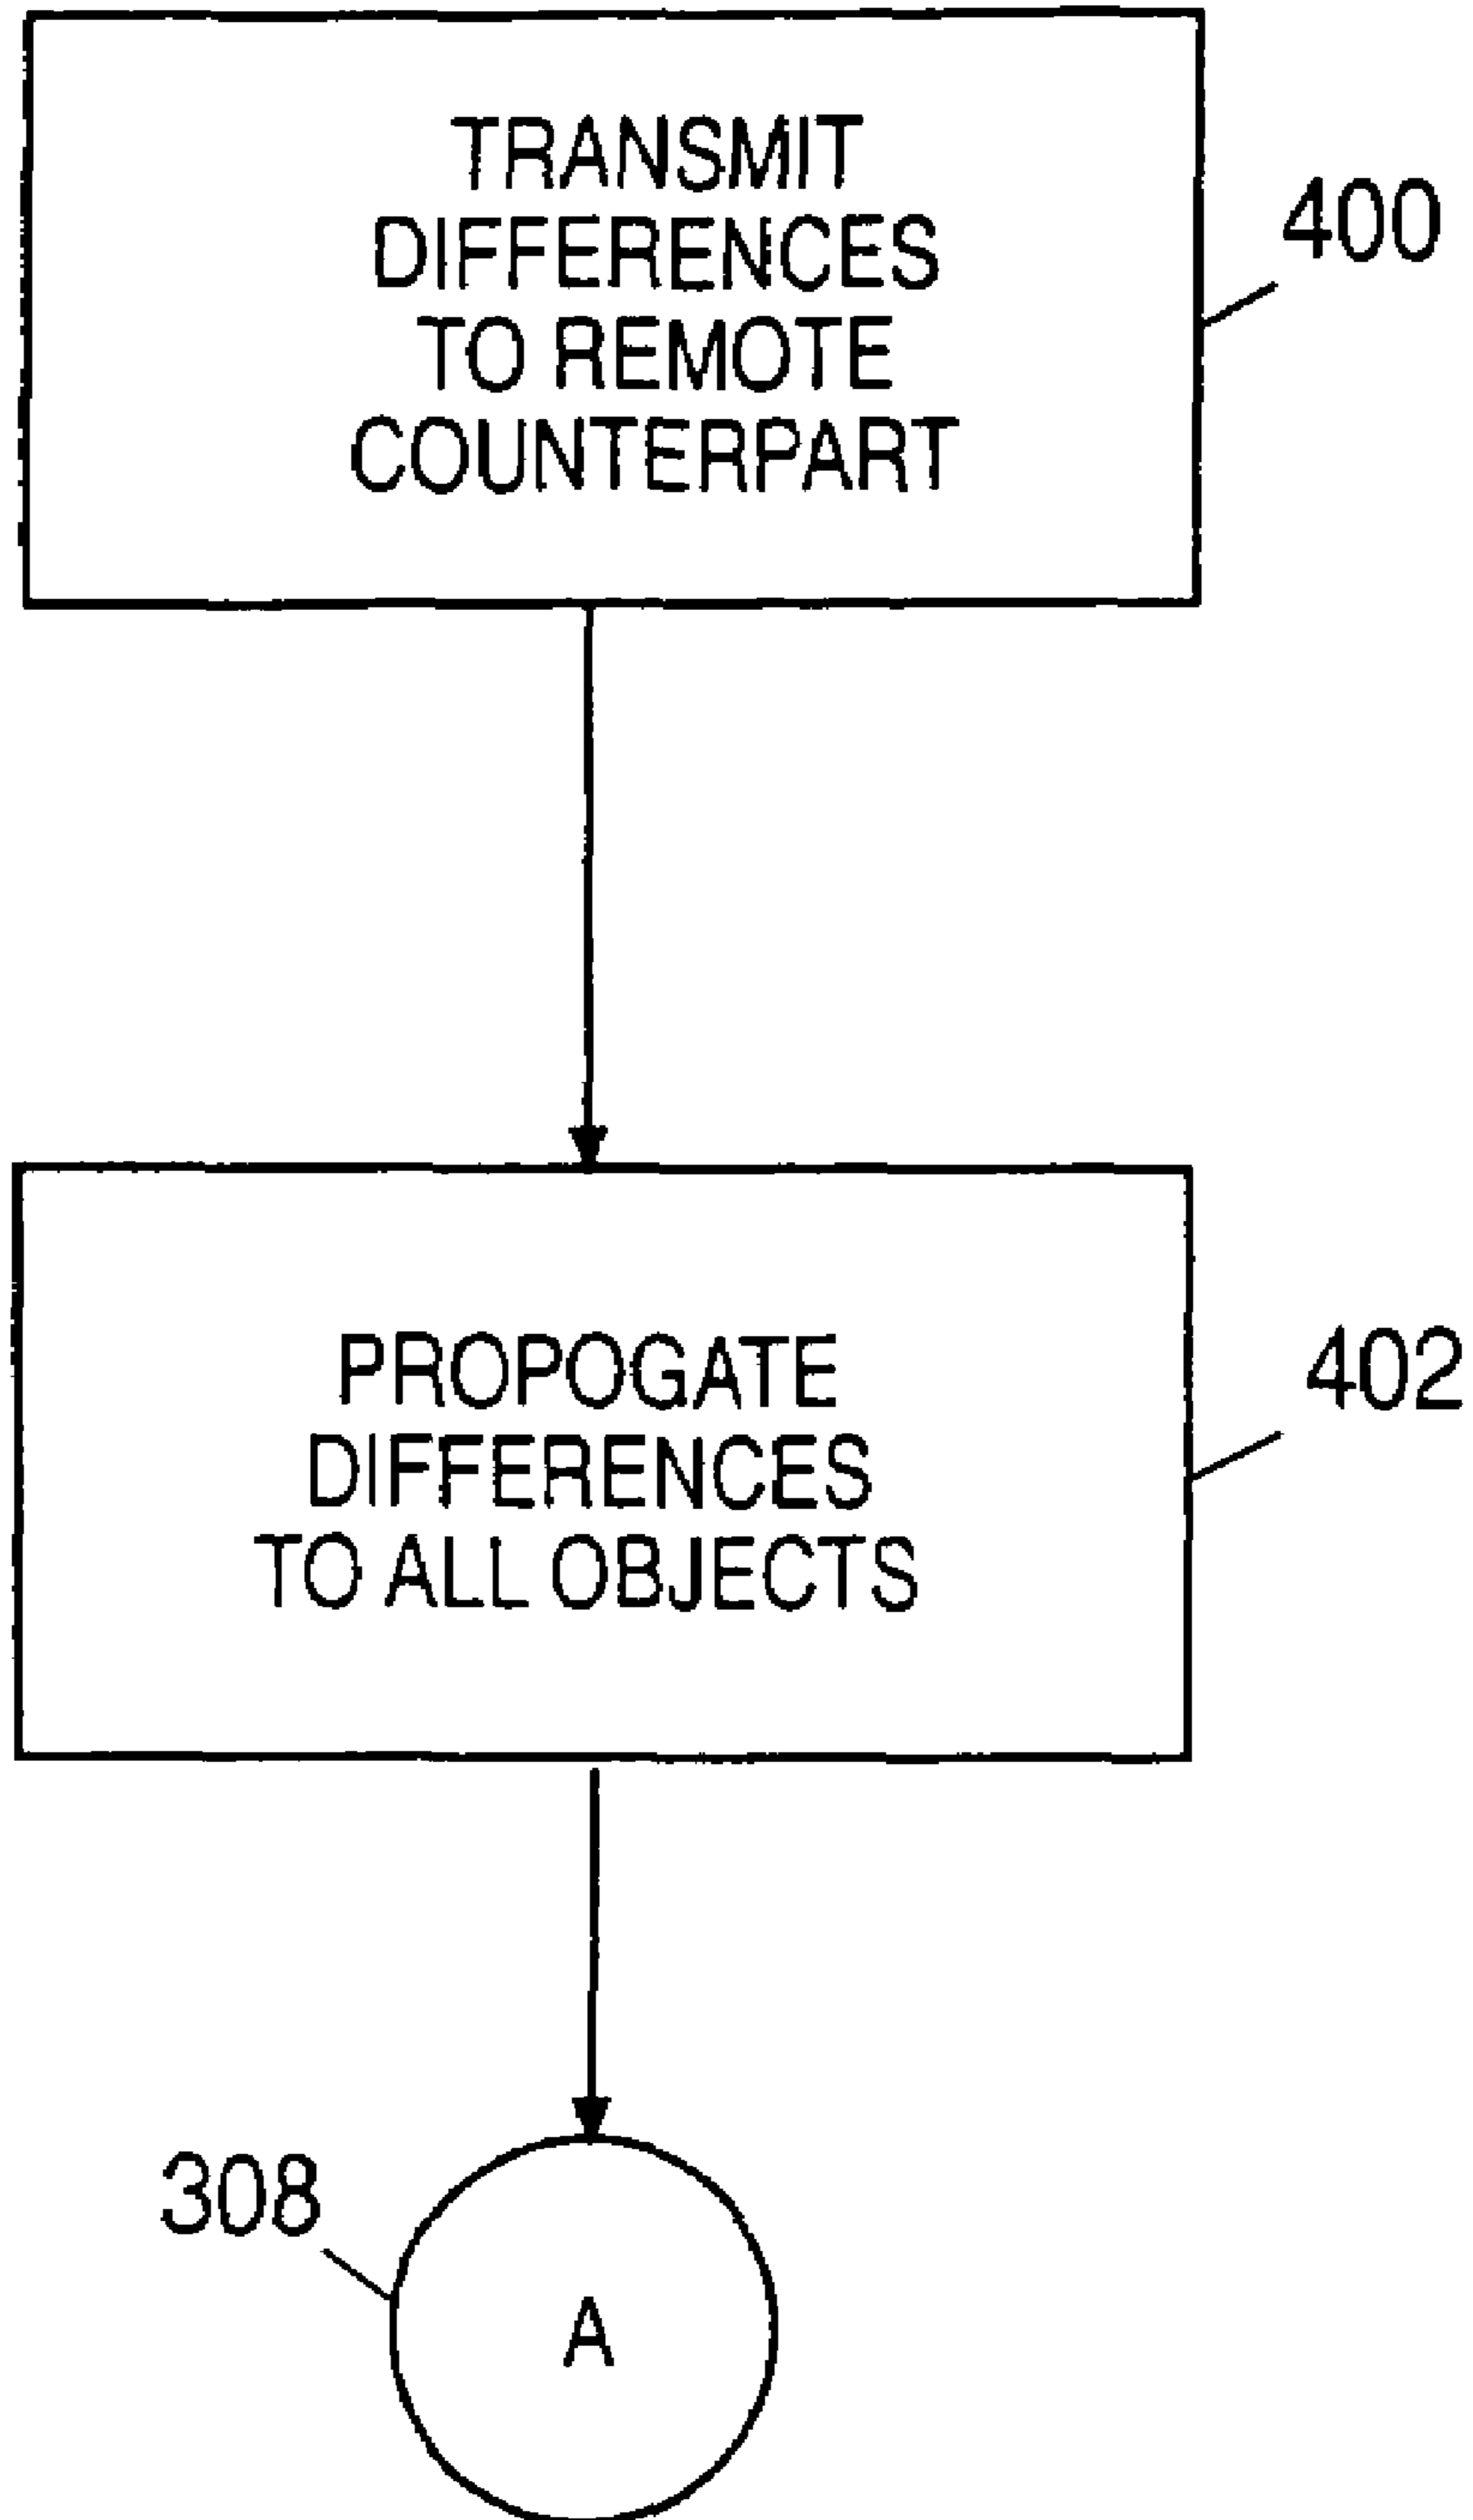 TRANSMIT
DIFFERENCES
TO REMOTE
COUNTERPART
400
PROPOGATE
DIFFERENCES
TO ALL OBJECTS
402
308
A